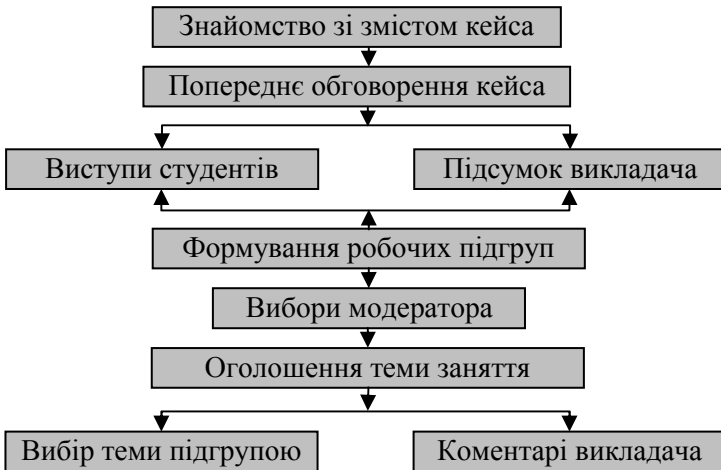 Знайомство зі змістом кейса
Попереднє обговорення кейса
Виступи студентів
Підсумок викладача
Формування робочих підгруп
Вибори модератора
Оголошення теми заняття
Вибір теми підгрупою
Коментарі викладача